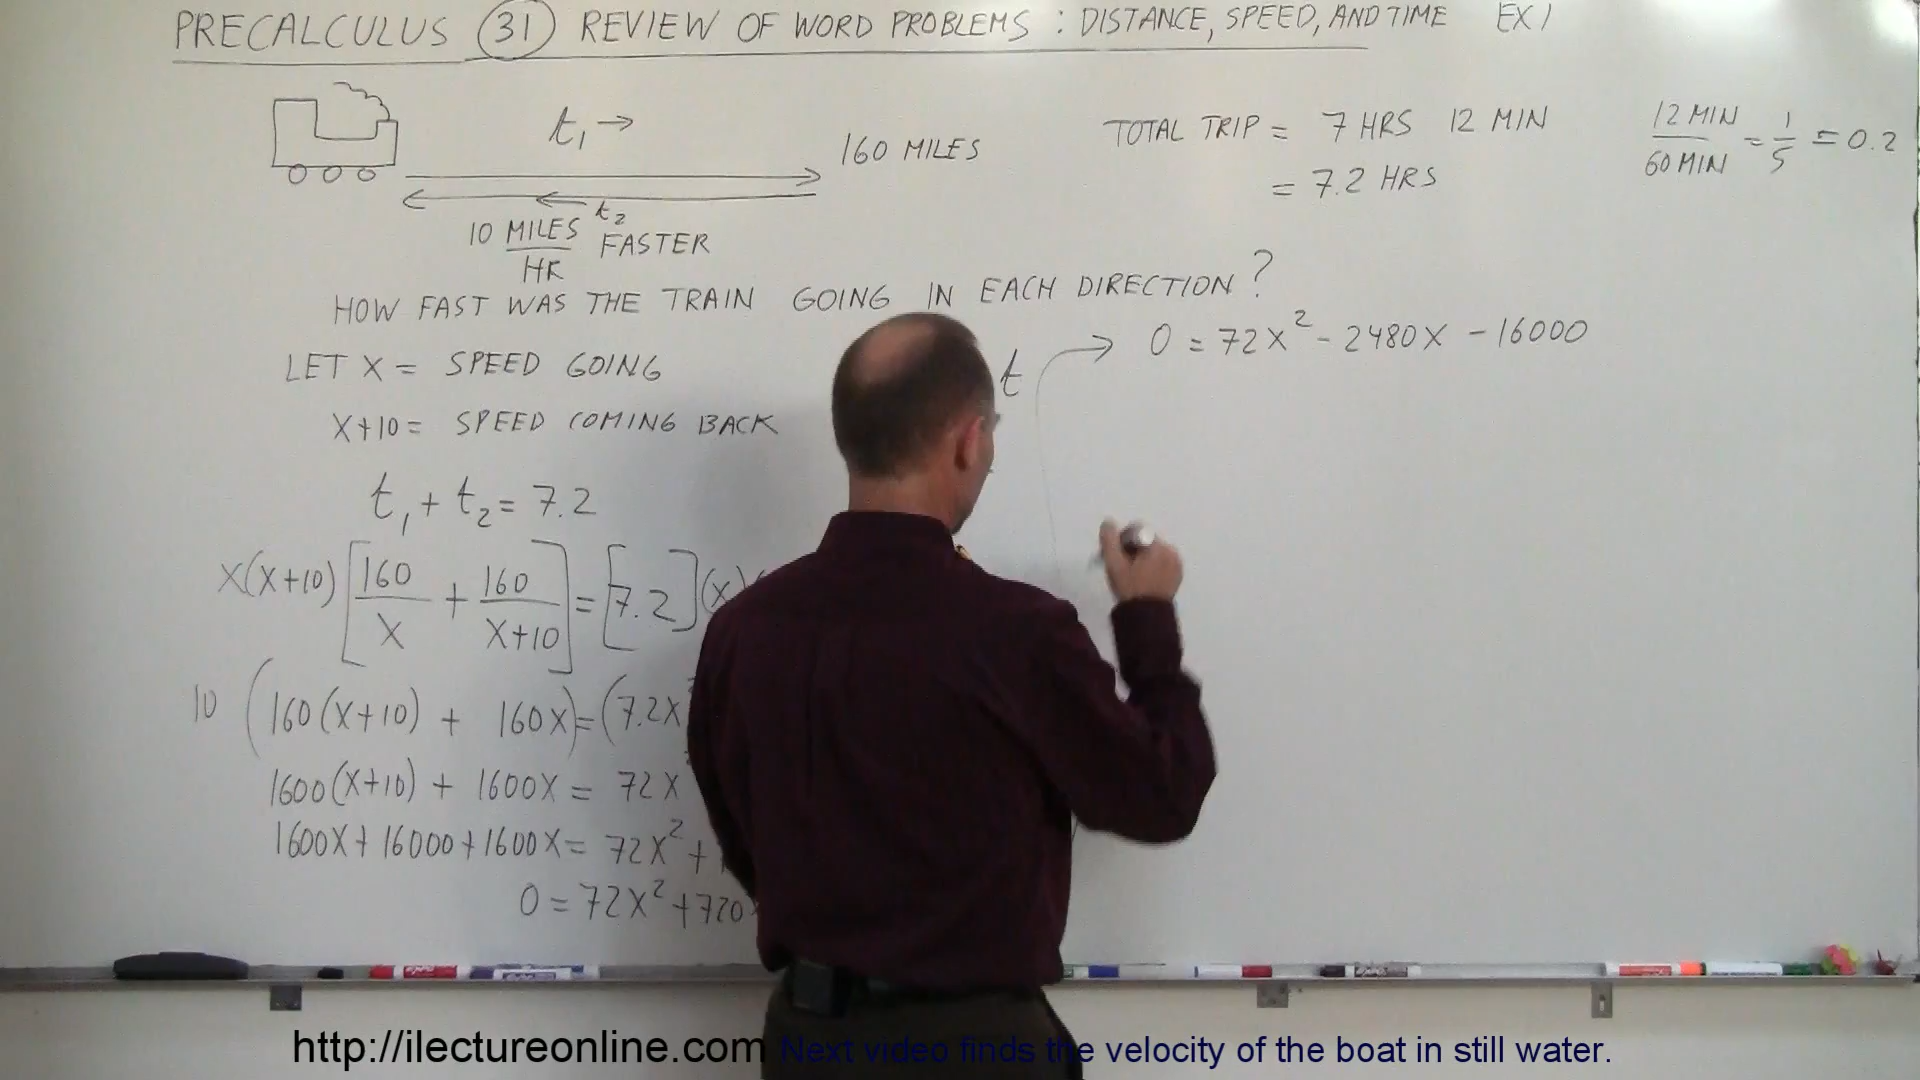 PRECALCULUS 31 REVIEW OF WORD PROBLEMS : DISTANCE, SPEED, AND TIME EX 1
t₁ →
160 MILES
TOTAL TRIP = 7 HRS 12 MIN
= 7.2 HRS
12 MIN / 60 MIN = 1/5 = 0.2
t₂
10 MILES/HR FASTER
HOW FAST WAS THE TRAIN GOING IN EACH DIRECTION?
LET X = SPEED GOING
X+10 = SPEED COMING BACK
t₁ + t₂ = 7.2
X(X+10) [160/X + 160/(X+10)] = [7.2](X)
10 (160(X+10) + 160X) = (7.2X
1600(X+10) + 1600X = 72X
1600X + 16000 + 1600X = 72X² +
0 = 72X² + 720
t
→ 0 = 72X² - 2480X - 16000
http://ilectureonline.com Next video finds the velocity of the boat in still water.